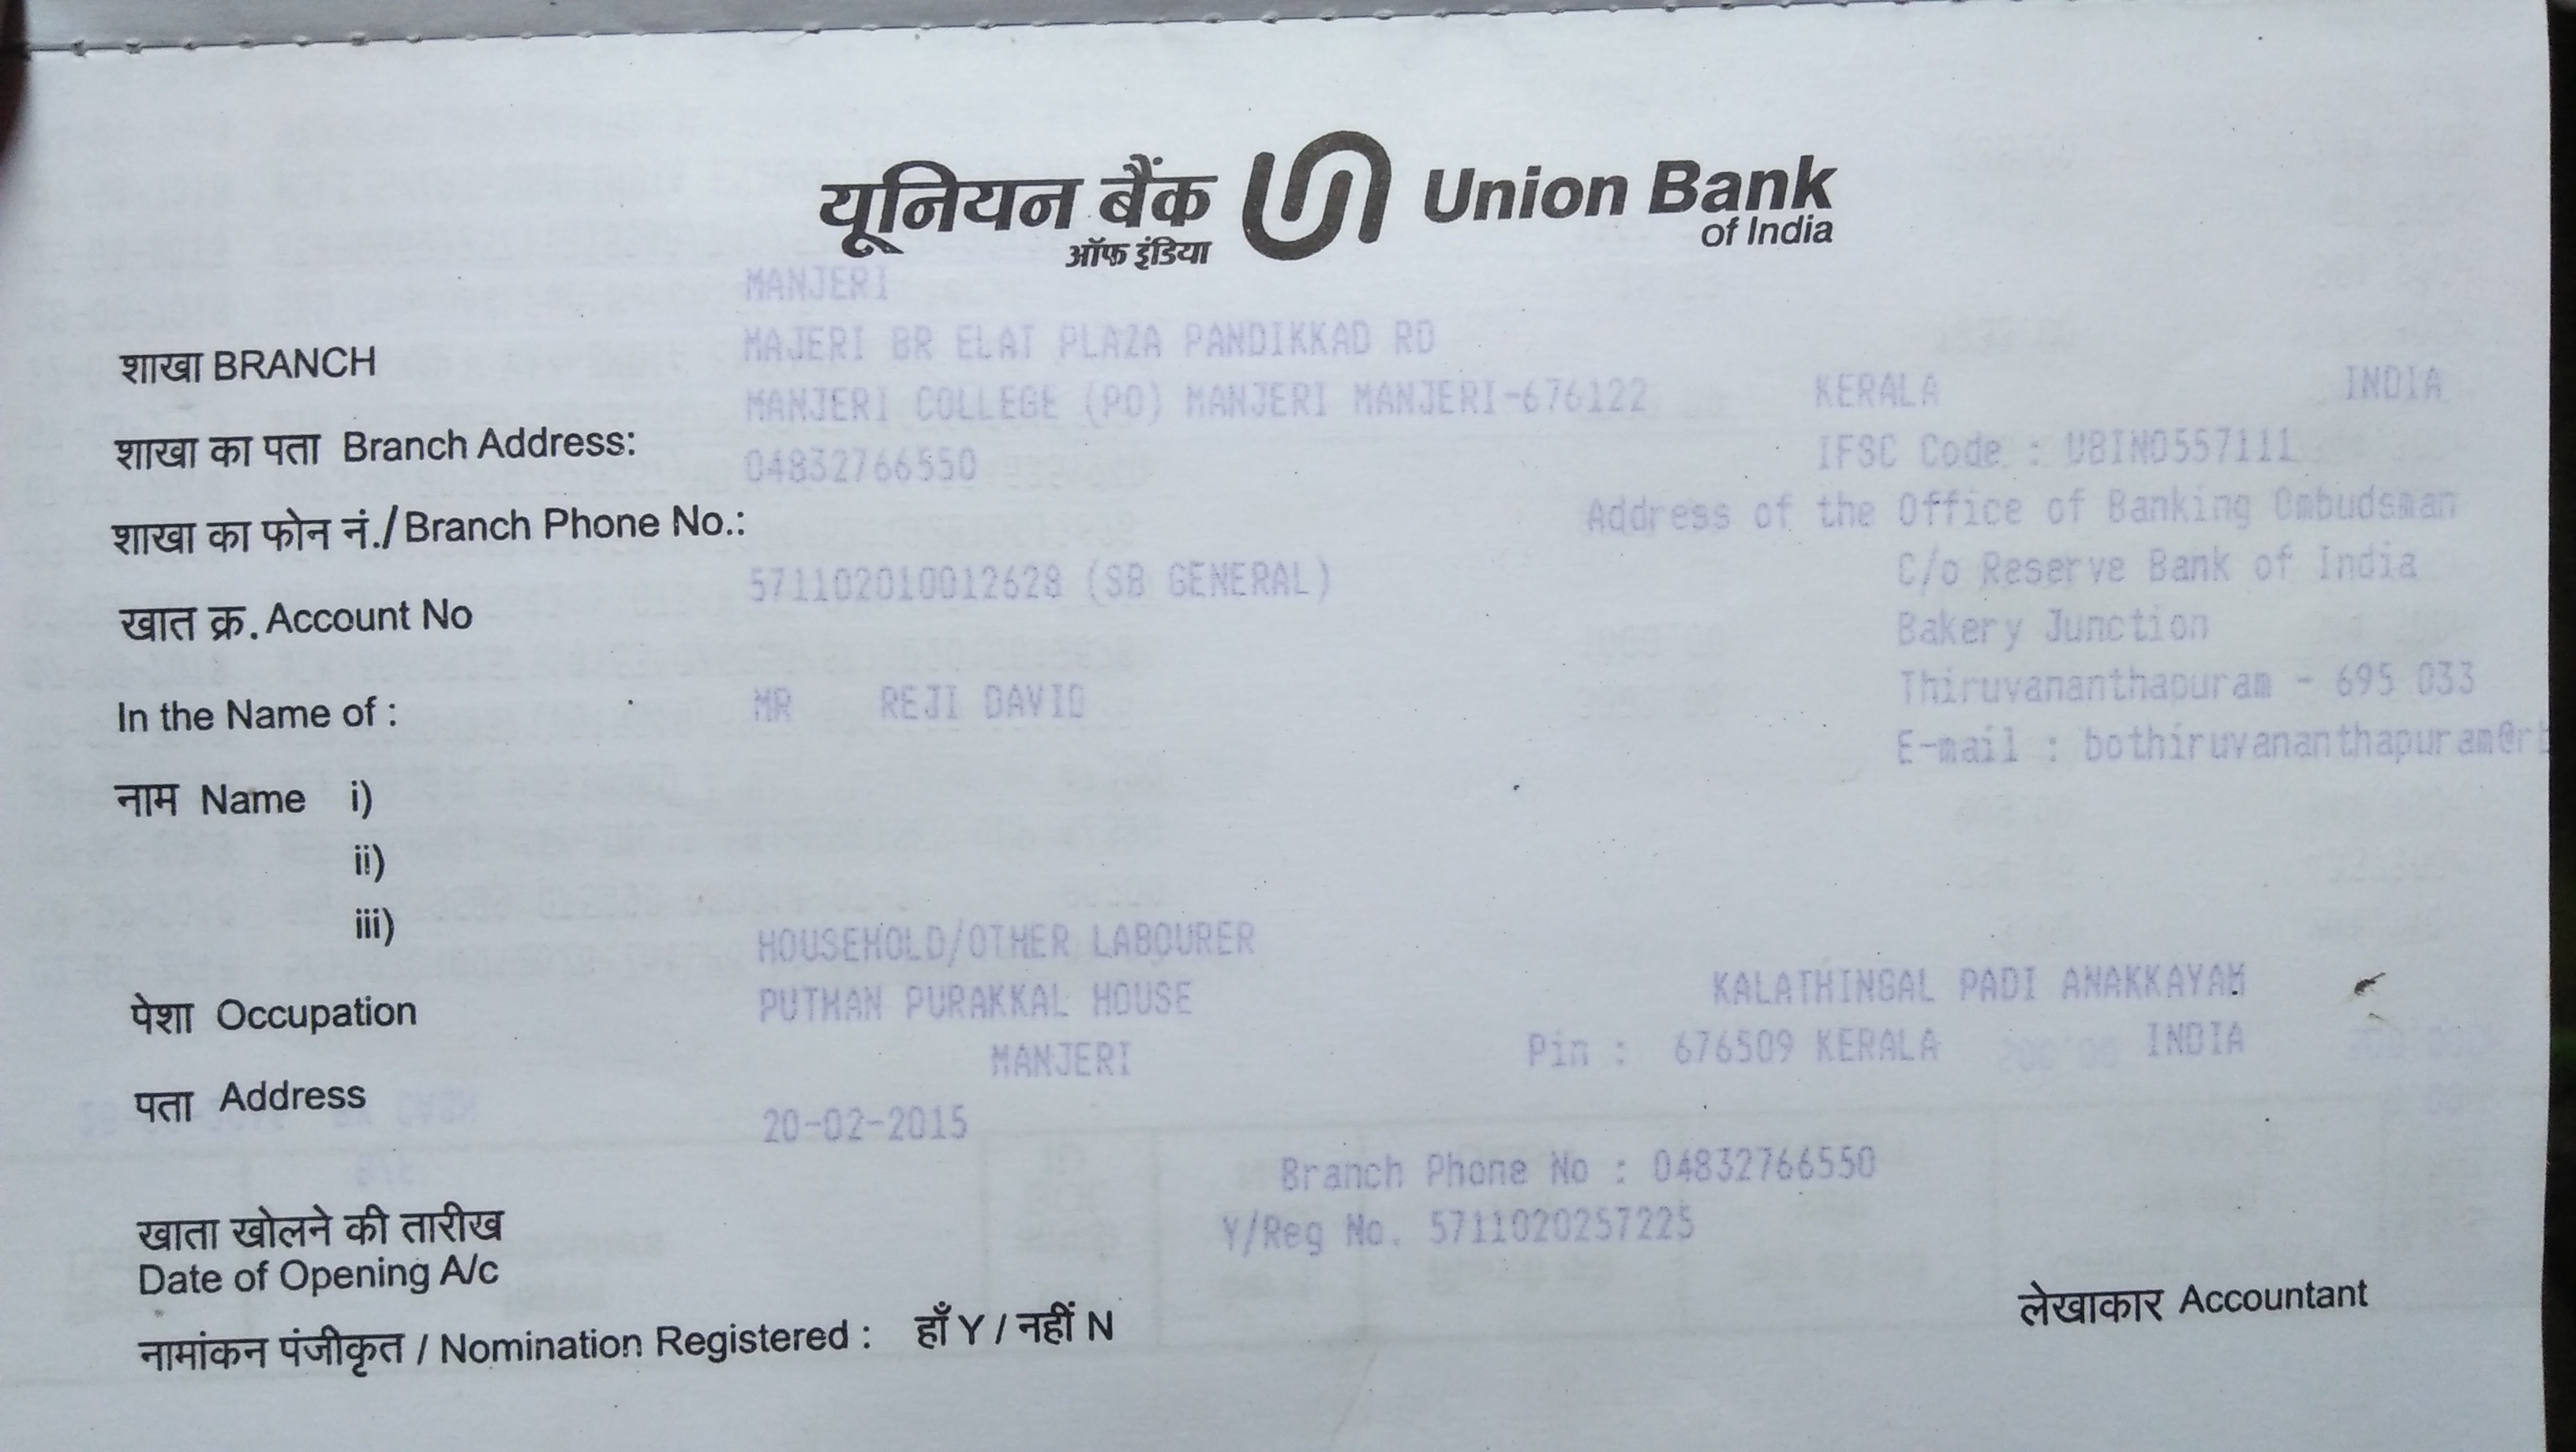 यूनियन बैंक Union Bank
ऑफ इंडिया of India
MANJERI
MAJERI BR ELAT PLAZA PANDIKKAD RD
शाखा BRANCH
MANJERI COLLEGE (PO) MANJERI MANJERI-676122 KERALA INDIA
शाखा का पता Branch Address:
04832766550 IFSC Code : UBIN0557111
Address of the Office of Banking Ombudsman
शाखा का फोन नं./Branch Phone No.:
C/o Reserve Bank of India
571102010012628 (SB GENERAL)
खात क्र. Account No
Bakery Junction
Thiruvananthapuram - 695 033
In the Name of :
MR REJI DAVID
E-mail : bothiruvananthapuram@rb
नाम Name i)
ii)
iii)
HOUSEHOLD/OTHER LABOURER
पेशा Occupation
PUTHAN PURAKKAL HOUSE KALATHINGAL PADI ANAKKAYAM
MANJERI Pin : 676509 KERALA INDIA
पता Address
20-02-2015
Branch Phone No : 04832766550
खाता खोलने की तारीख
Y/Reg No. 5711020257225
Date of Opening A/c
नामांकन पंजीकृत / Nomination Registered : हाँ Y / नहीं N
लेखाकार Accountant